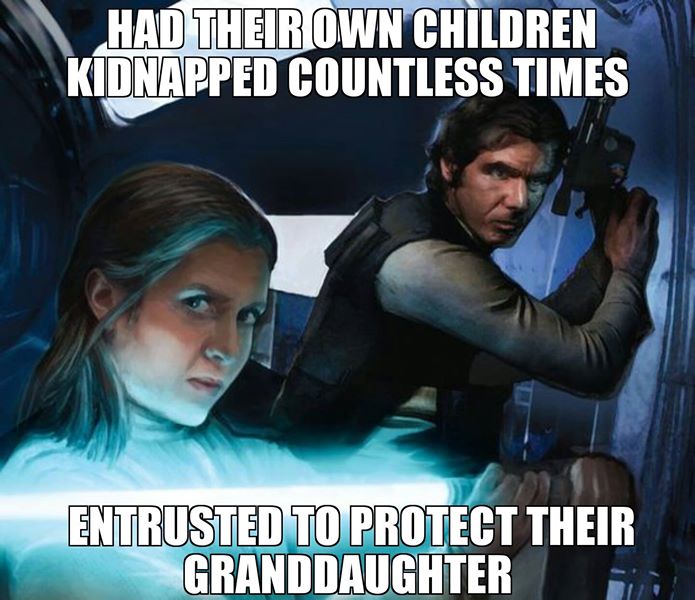 HAD THEIR OWN CHILDREN
KIDNAPPED COUNTLESS TIMES
ENTRUSTED TO PROTECT THEIR
GRANDDAUGHTER